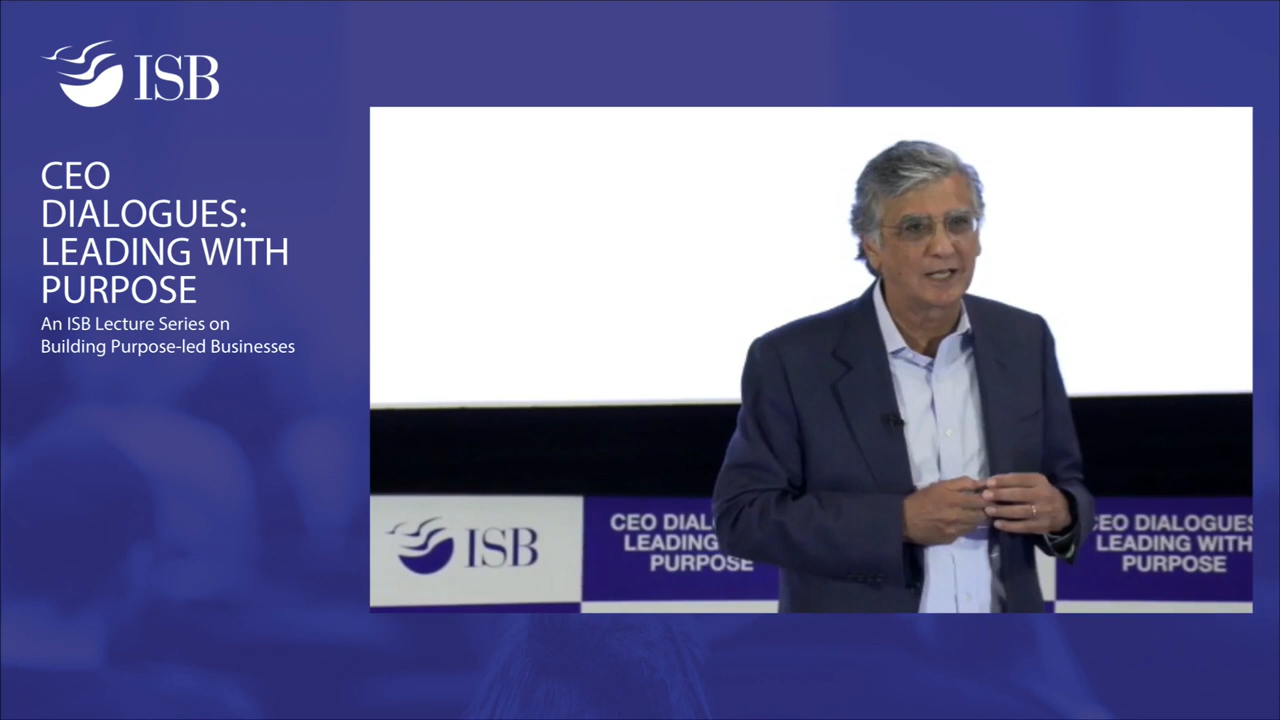 ISB
CEO
DIALOGUES:
LEADING WITH
PURPOSE
An ISB Lecture Series on
Building Purpose-led Businesses
ISB
CEO DIAL
LEADING
PURPOSE
CEO DIALOGUES
LEADING WITH
PURPOSE